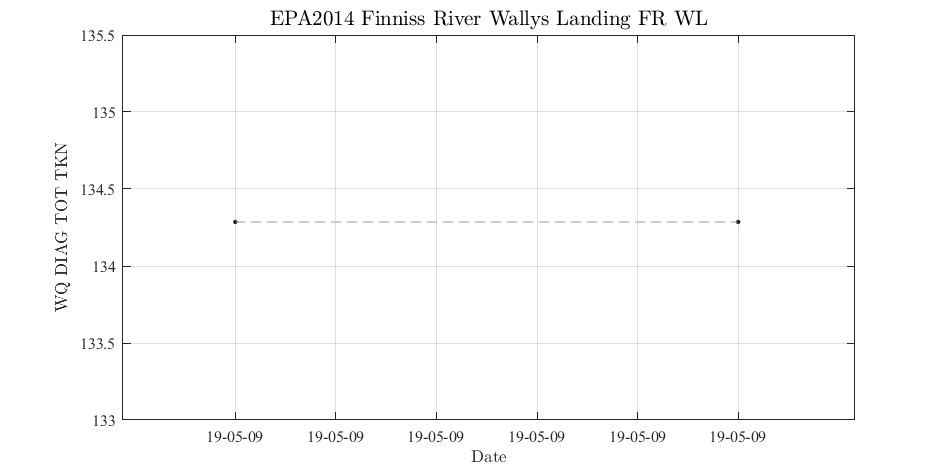 EPA2014 Finniss River Wallys Landing FR WL
135.5
135
134.5
134
133.5
133
WQ DIAG TOT TKN
19-05-09 19-05-09 19-05-09 19-05-09 19-05-09 19-05-09
Date